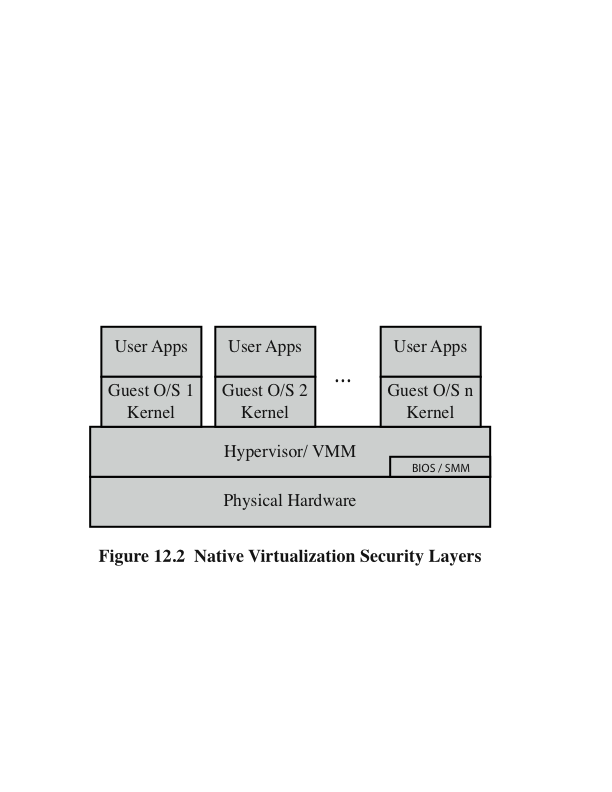 User Apps
User Apps
User Apps
Guest O/S 1
Kernel
Guest O/S 2
Kernel
...
Guest O/S n
Kernel
Hypervisor/ VMM
BIOS / SMM
Physical Hardware
Figure 12.2 Native Virtualization Security Layers